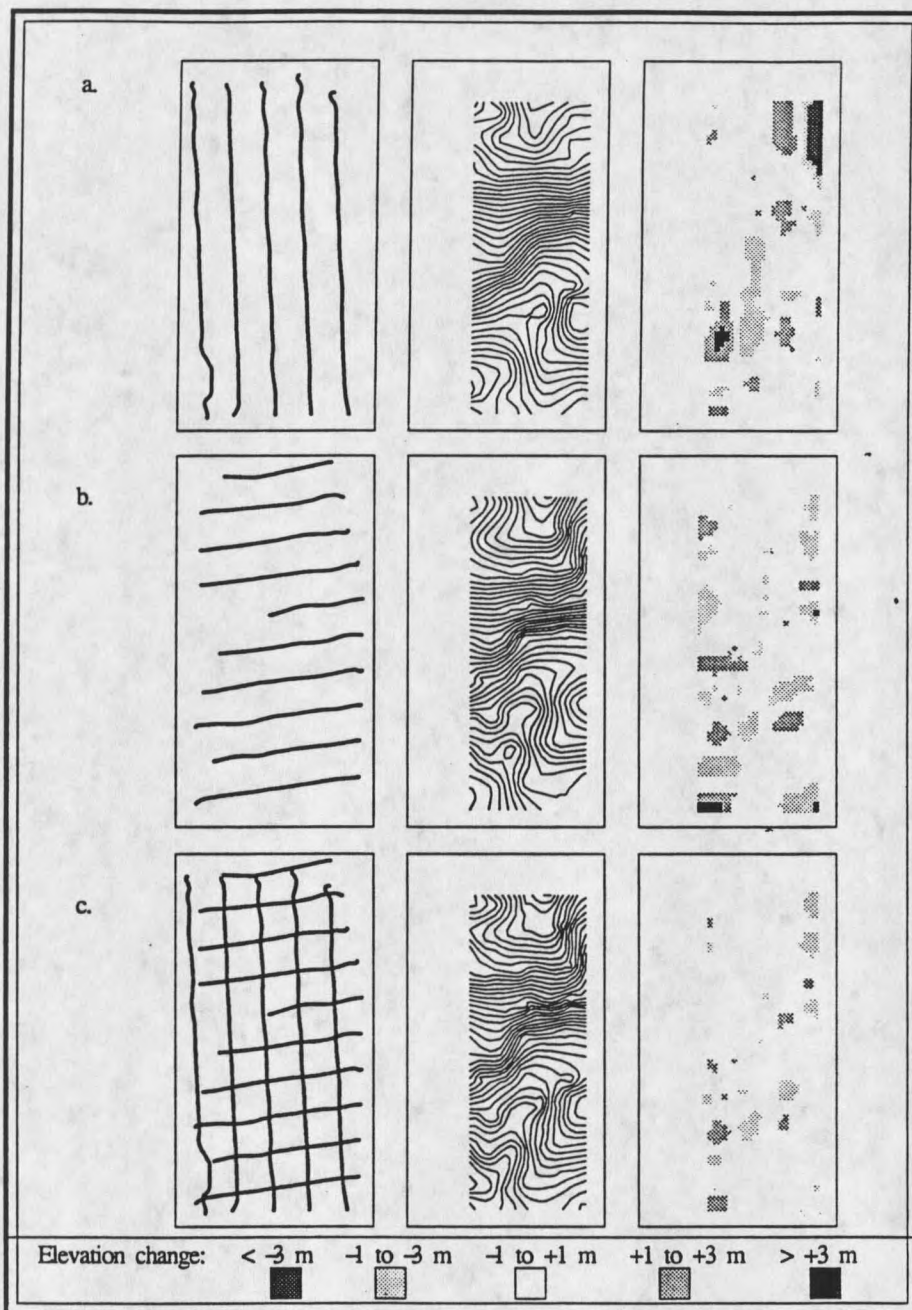 a.
b.
c.
Elevation change: < -3 m -1 to -3 m -1 to +1 m +1 to +3 m > +3 m